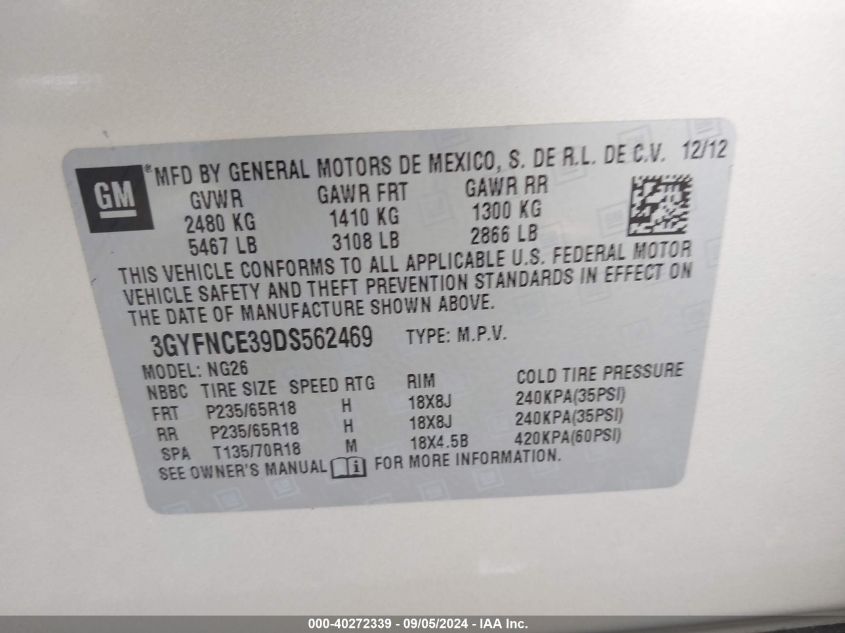 GM ® MFD BY GENERAL MOTORS DE MEXICO, S. DE R.L. DE C.V. 12/12
GVWR GAWR FRT GAWR RR
2480 KG 1410 KG 1300 KG
5467 LB 3108 LB 2866 LB
THIS VEHICLE CONFORMS TO ALL APPLICABLE U.S. FEDERAL MOTOR
VEHICLE SAFETY AND THEFT PREVENTION STANDARDS IN EFFECT ON
THE DATE OF MANUFACTURE SHOWN ABOVE.
3GYFNCE39DS562469 TYPE: M.P.V.
MODEL: NG26
NBBC TIRE SIZE SPEED RTG RIM COLD TIRE PRESSURE
FRT P235/65R18 H 18X8J 240KPA(35PSI)
RR P235/65R18 H 18X8J 240KPA(35PSI)
SPA T135/70R18 M 18X4.5B 420KPA(60PSI)
SEE OWNER'S MANUAL FOR MORE INFORMATION.
000-40272339 - 09/05/2024 - IAA Inc.